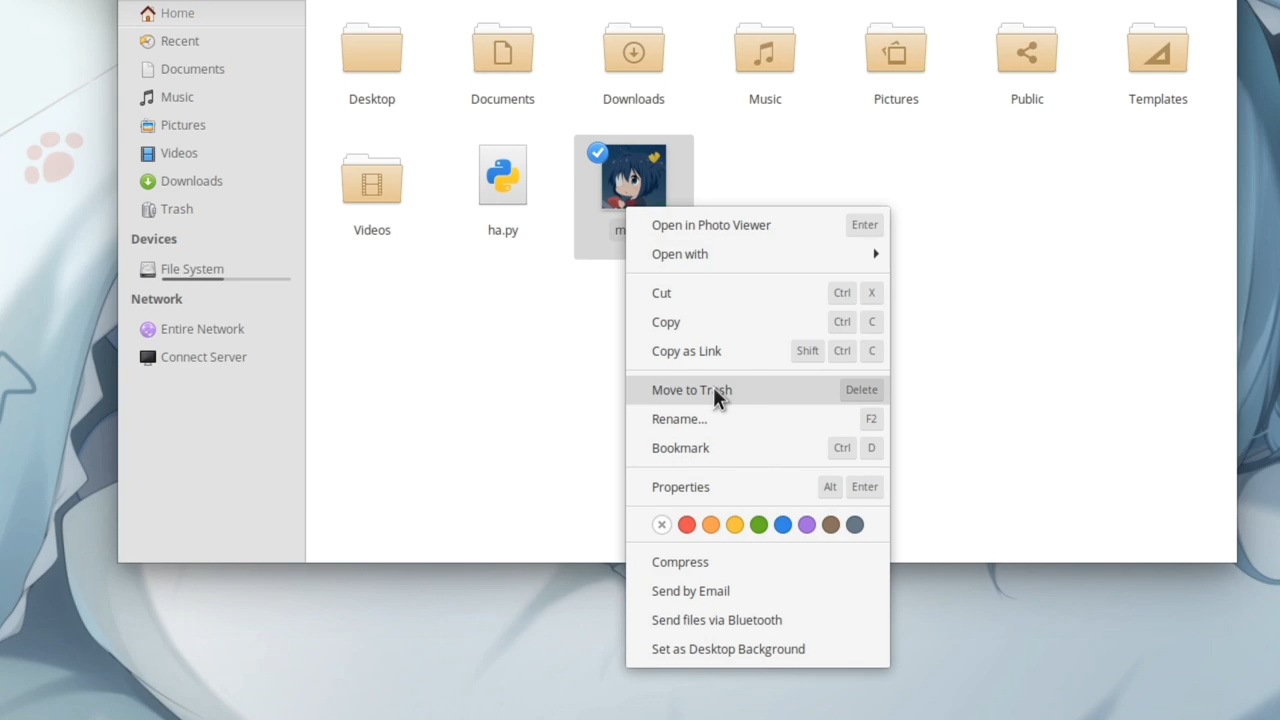 Home
Recent
Documents
Music
Pictures
Videos
Downloads
Trash
Devices
File System
Network
Entire Network
Connect Server
Desktop
Documents
Downloads
Music
Pictures
Public
Templates
Videos
ha.py
Open in Photo Viewer Enter
Open with
Cut Ctrl X
Copy Ctrl C
Copy as Link Shift Ctrl C
Move to Trash Delete
Rename... F2
Bookmark Ctrl D
Properties Alt Enter
Compress
Send by Email
Send files via Bluetooth
Set as Desktop Background